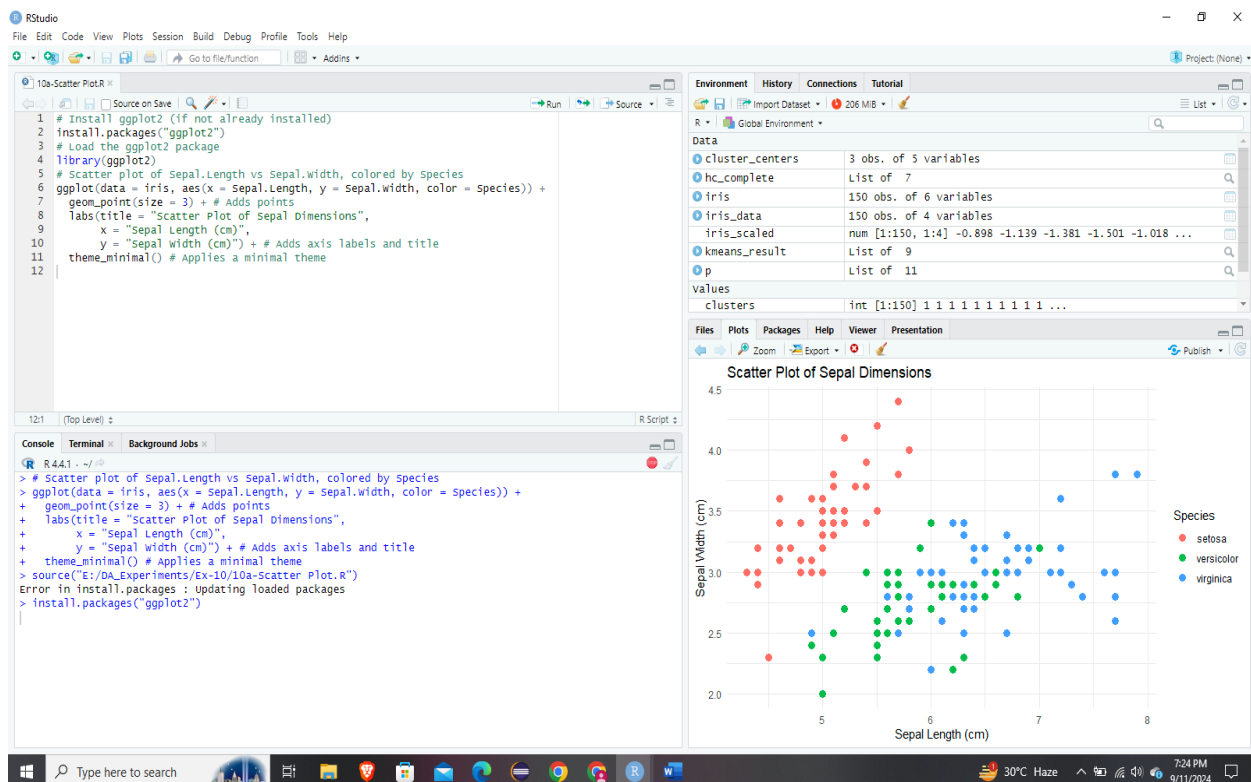 RStudio
File Edit Code View Plots Session Build Debug Profile Tools Help
Go to file/function
Addins
Project: (None)
10a-Scatter Plot.R
Source on Save
Run
Source
1 # Install ggplot2 (if not already installed)
2 install.packages("ggplot2")
3 # Load the ggplot2 package
4 library(ggplot2)
5 # Scatter plot of Sepal.Length vs Sepal.Width, colored by Species
6 ggplot(data = iris, aes(x = Sepal.Length, y = Sepal.Width, color = Species)) +
7 geom_point(size = 3) + # Adds points
8 labs(title = "Scatter Plot of Sepal Dimensions",
9 x = "Sepal Length (cm)",
10 y = "Sepal Width (cm)") + # Adds axis labels and title
11 theme_minimal() # Applies a minimal theme
12
12:1 (Top Level) R Script
Console Terminal Background Jobs
R 4.4.1 · ~/
> # Scatter plot of Sepal.Length vs Sepal.Width, colored by Species
> ggplot(data = iris, aes(x = Sepal.Length, y = Sepal.Width, color = Species)) +
+ geom_point(size = 3) + # Adds points
+ labs(title = "Scatter Plot of Sepal Dimensions",
+ x = "Sepal Length (cm)",
+ y = "Sepal Width (cm)") + # Adds axis labels and title
+ theme_minimal() # Applies a minimal theme
> source("E:/DA_Experiments/Ex-10/10a-Scatter Plot.R")
Error in install.packages : Updating loaded packages
> install.packages("ggplot2")
Environment History Connections Tutorial
Import Dataset 206 MiB List
R Global Environment
Data
cluster_centers 3 obs. of 5 variables
hc_complete List of 7
iris 150 obs. of 6 variables
iris_data 150 obs. of 4 variables
iris_scaled num [1:150, 1:4] -0.898 -1.139 -1.381 -1.501 -1.018 ...
kmeans_result List of 9
p List of 11
Values
clusters int [1:150] 1 1 1 1 1 1 1 1 1 1 ...
Files Plots Packages Help Viewer Presentation
Zoom Export Publish
Scatter Plot of Sepal Dimensions
4.5
4.0
3.5
3.0
2.5
2.0
Sepal Width (cm)
5 6 7 8
Sepal Length (cm)
Species
setosa
versicolor
virginica
Type here to search
30°C Haze
7:24 PM
9/11/2024